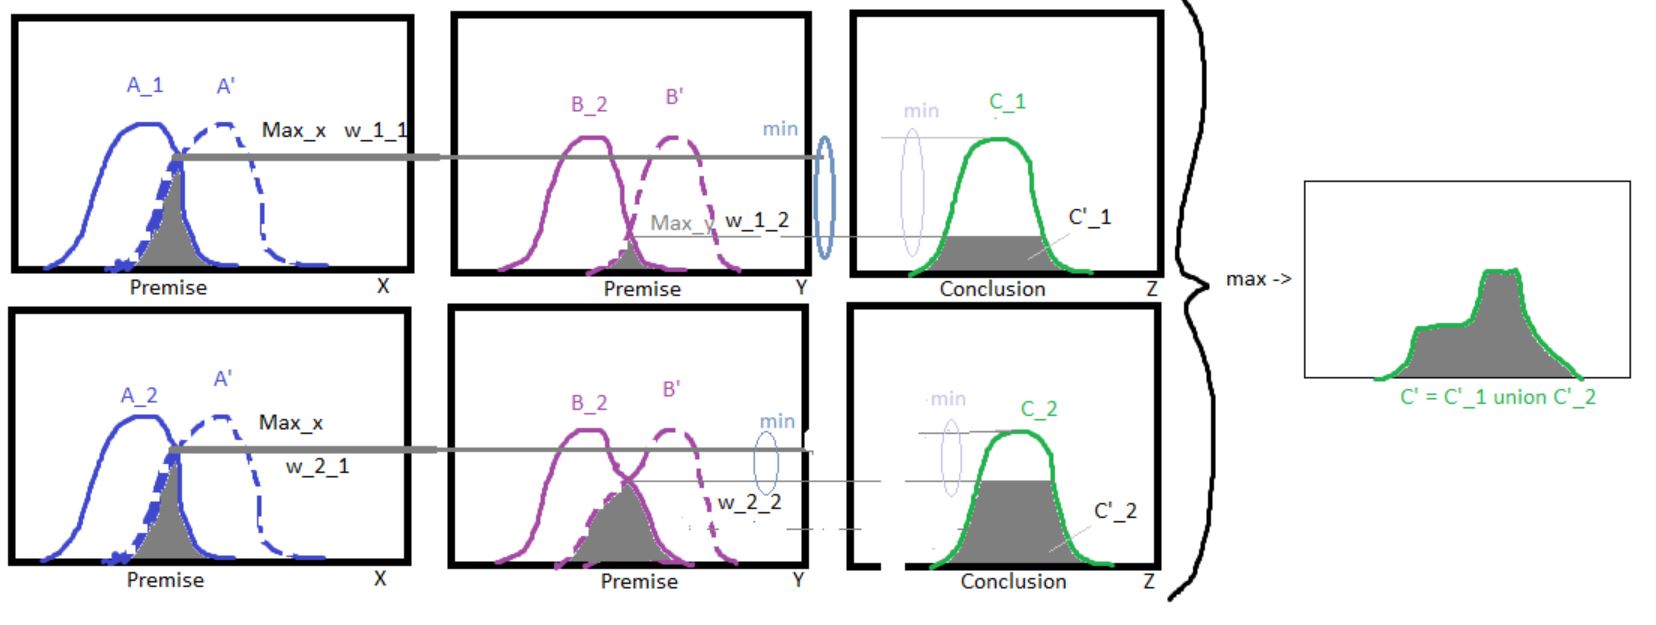 A_1 A'
Max_x w_1_1
Premise X
B_2 B'
min
Max_y w_1_2
Premise Y
min
C_1
C'_1
Conclusion Z
A_2 A'
Max_x
w_2_1
Premise X
B_2 B'
min
w_2_2
Premise Y
min
C_2
C'_2
Conclusion Z
max ->
C' = C'_1 union C'_2